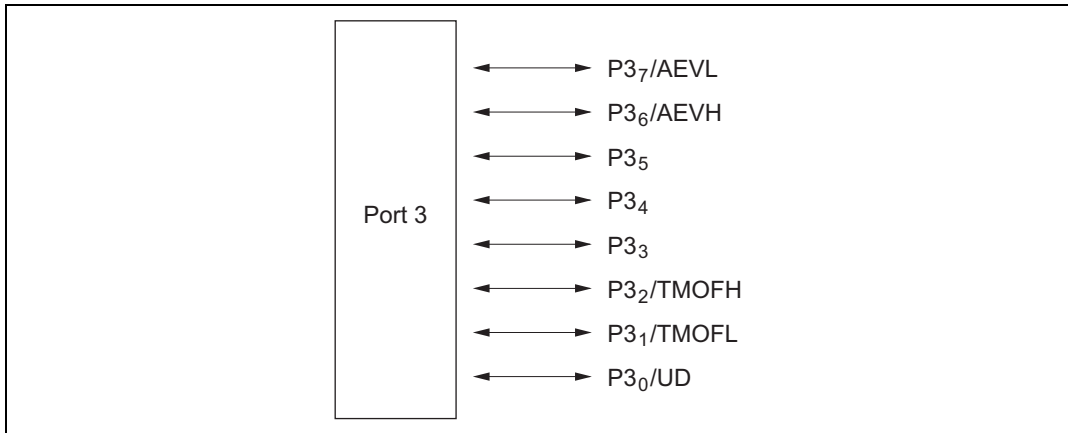 P3₇/AEVL
P3₆/AEVH
P3₅
P3₄
Port 3
P3₃
P3₂/TMOFH
P3₁/TMOFL
P3₀/UD